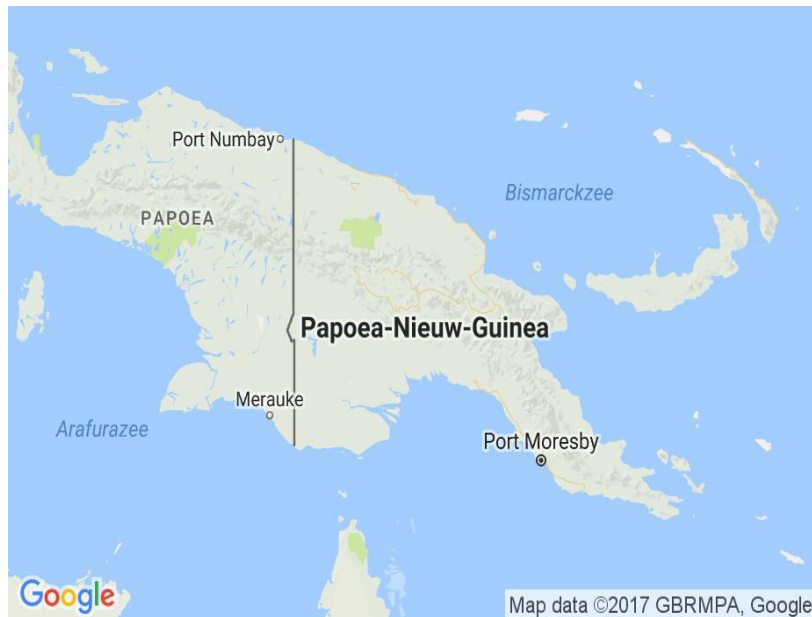 Port Numbay
Bismarckzee
PAPOEA
Papoea-Nieuw-Guinea
Merauke
Arafurazee
Port Moresby
Google
Map data ©2017 GBRMPA, Google